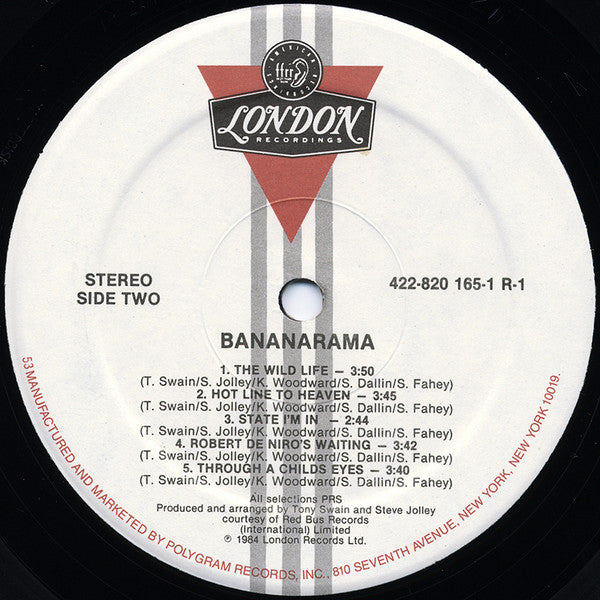 AMERICAN
ffrr
RECORDINGS
LONDON
RECORDINGS
STEREO
SIDE TWO
422-820 165-1 R-1
BANANARAMA
1. THE WILD LIFE – 3:50
(T. Swain/S. Jolley/K. Woodward/S. Dallin/S. Fahey)
2. HOT LINE TO HEAVEN – 3:45
(T. Swain/S. Jolley/K. Woodward/S. Dallin/S. Fahey)
3. STATE I'M IN – 2:44
(T. Swain/S. Jolley/K. Woodward/S. Dallin/S. Fahey)
4. ROBERT DE NIRO'S WAITING – 3:42
(T. Swain/S. Jolley/K. Woodward/S. Dallin/S. Fahey)
5. THROUGH A CHILDS EYES – 3:40
(T. Swain/S. Jolley/K. Woodward/S. Dallin/S. Fahey)
All selections PRS
Produced and arranged by Tony Swain and Steve Jolley
courtesy of Red Bus Records
(International) Limited
℗ 1984 London Records Ltd.
53 MANUFACTURED AND MARKETED BY POLYGRAM RECORDS, INC., 810 SEVENTH AVENUE, NEW YORK, NEW YORK 10019.